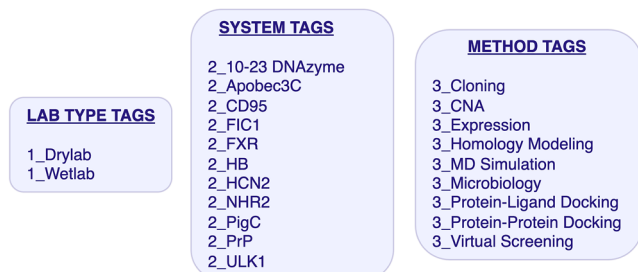 LAB TYPE TAGS
1_Drylab
1_Wetlab
SYSTEM TAGS
2_10-23 DNAzyme
2_Apobec3C
2_CD95
2_FIC1
2_FXR
2_HB
2_HCN2
2_NHR2
2_PigC
2_PrP
2_ULK1
METHOD TAGS
3_Cloning
3_CNA
3_Expression
3_Homology Modeling
3_MD Simulation
3_Microbiology
3_Protein-Ligand Docking
3_Protein-Protein Docking
3_Virtual Screening